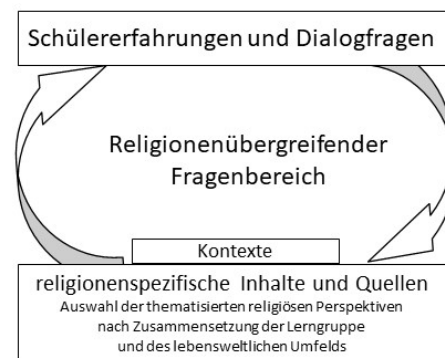 Schülererfahrungen und Dialogfragen
Religionenübergreifender
Fragenbereich
Kontexte
religionenspezifische Inhalte und Quellen
Auswahl der thematisierten religiösen Perspektiven
nach Zusammensetzung der Lerngruppe
und des lebensweltlichen Umfelds